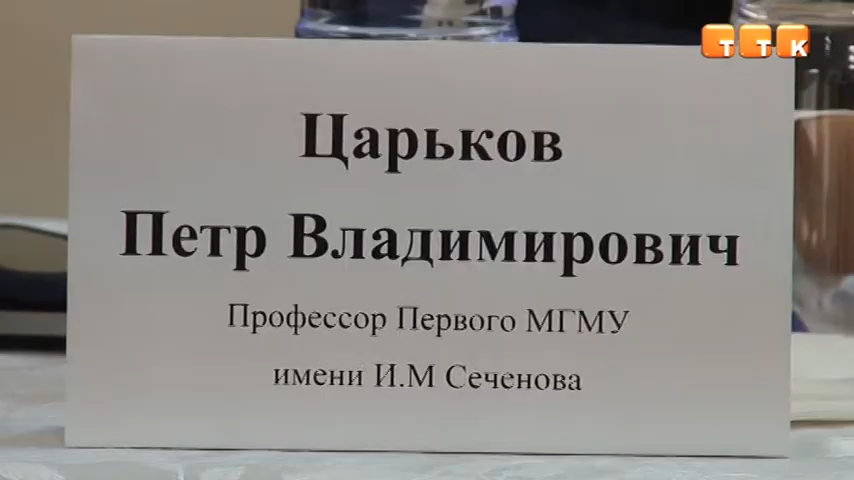 ТТК
Царьков
Петр Владимирович
Профессор Первого МГМУ
имени И.М Сеченова